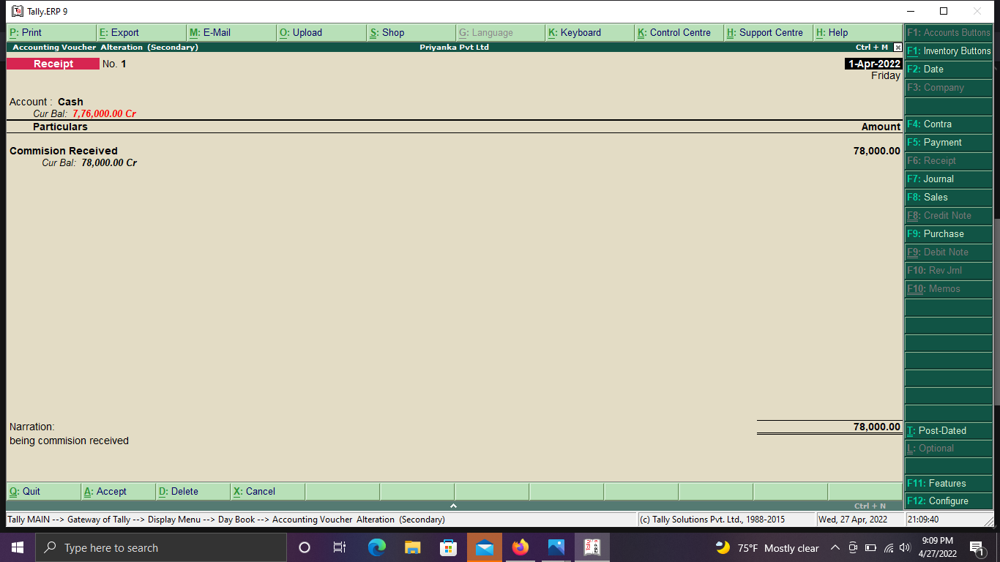 Tally.ERP 9
P: Print E: Export M: E-Mail O: Upload S: Shop G: Language K: Keyboard K: Control Centre H: Support Centre H: Help
Accounting Voucher Alteration (Secondary) Priyanka Pvt Ltd Ctrl + M
Receipt No. 1 1-Apr-2022
Friday
Account : Cash
Cur Bal: 7,76,000.00 Cr
Particulars Amount
Commision Received 78,000.00
Cur Bal: 78,000.00 Cr
Narration: 78,000.00
being commision received
Q: Quit A: Accept D: Delete X: Cancel
Ctrl + N
F1: Accounts Buttons
F1: Inventory Buttons
F2: Date
F3: Company
F4: Contra
F5: Payment
F6: Receipt
F7: Journal
F8: Sales
F8: Credit Note
F9: Purchase
F9: Debit Note
F10: Rev Jrnl
F10: Memos
T: Post-Dated
L: Optional
F11: Features
F12: Configure
Tally MAIN --> Gateway of Tally --> Display Menu --> Day Book --> Accounting Voucher Alteration (Secondary) (c) Tally Solutions Pvt. Ltd., 1988-2015 Wed, 27 Apr, 2022 21:09:40
Type here to search
Tally ERP 9
75°F Mostly clear
9:09 PM
4/27/2022
1